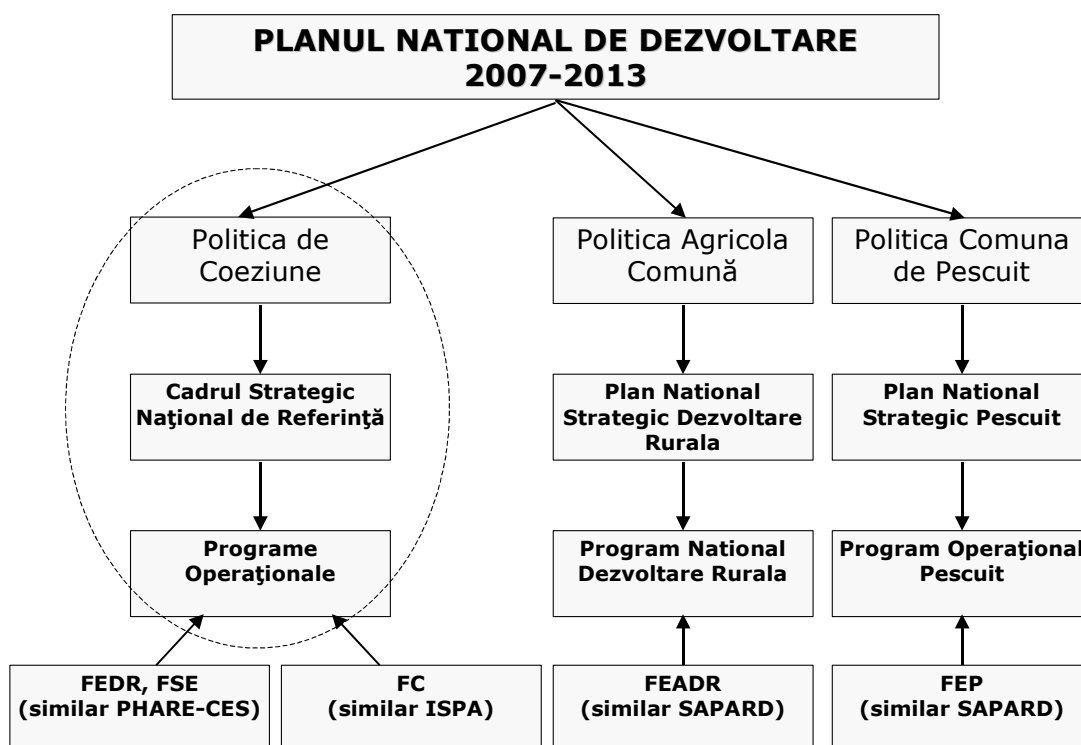 PLANUL NATIONAL DE DEZVOLTARE
2007-2013
Politica de
Coeziune
Politica Agricola
Comună
Politica Comuna
de Pescuit
Cadrul Strategic
Naţional de Referinţă
Plan National
Strategic Dezvoltare
Rurala
Plan National
Strategic Pescuit
Programe
Operaţionale
Program National
Dezvoltare Rurala
Program Operaţional
Pescuit
FEDR, FSE
(similar PHARE-CES)
FC
(similar ISPA)
FEADR
(similar SAPARD)
FEP
(similar SAPARD)